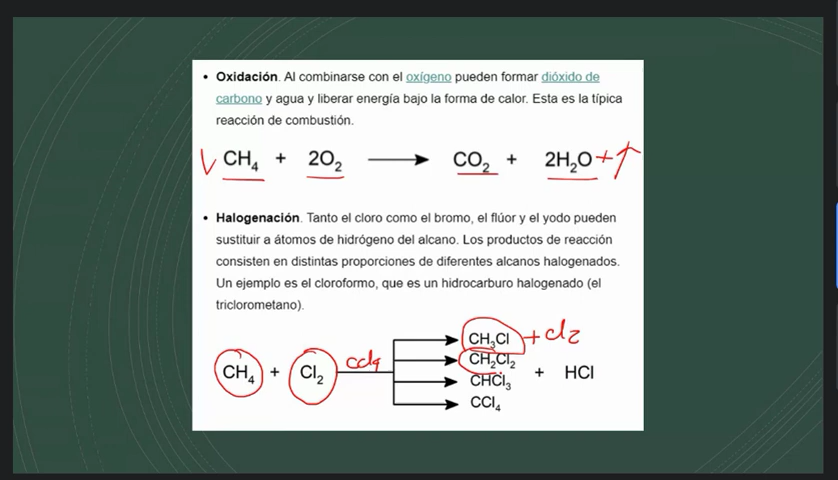 • Oxidación. Al combinarse con el oxígeno pueden formar dióxido de
carbono y agua y liberar energía bajo la forma de calor. Esta es la típica
reacción de combustión.
CH₄ + 2O₂ ⟶ CO₂ + 2H₂O + ↑
• Halogenación. Tanto el cloro como el bromo, el flúor y el yodo pueden
sustituir a átomos de hidrógeno del alcano. Los productos de reacción
consisten en distintas proporciones de diferentes alcanos halogenados.
Un ejemplo es el cloroformo, que es un hidrocarburo halogenado (el
triclorometano).
CH₃Cl + Cl₂
CH₂Cl₂
CH₄ + Cl₂ CCl₄ + HCl
CHCl₃
CCl₄